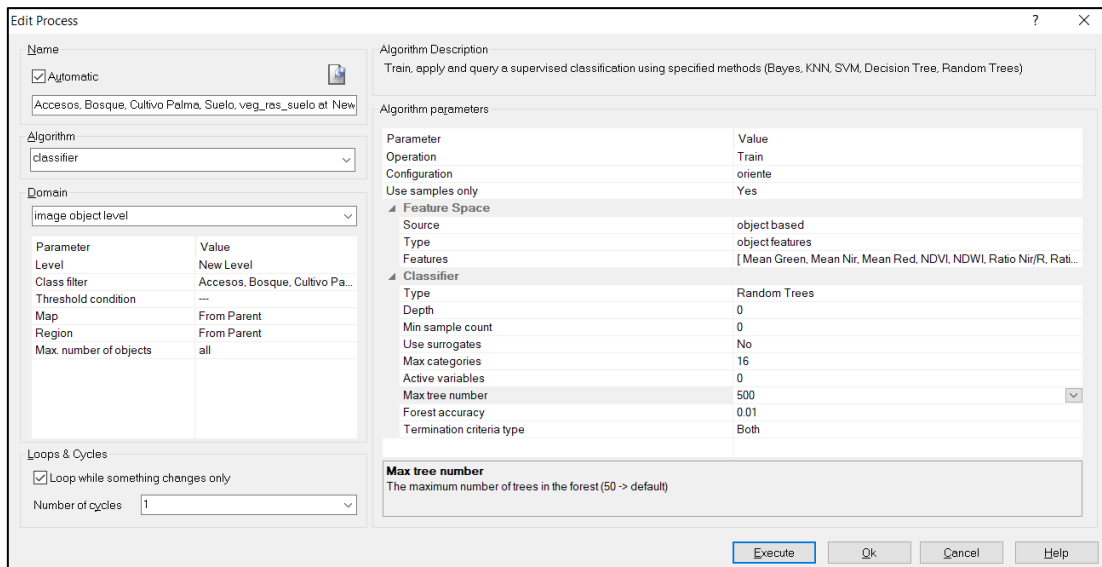 Edit Process
? ×
Name
Automatic
Accesos, Bosque, Cultivo Palma, Suelo, veg_ras_suelo at New
Algorithm
classifier
Domain
image object level
Parameter Value
Level New Level
Class filter Accesos, Bosque, Cultivo Pa...
Threshold condition ---
Map From Parent
Region From Parent
Max. number of objects all
Loops & Cycles
Loop while something changes only
Number of cycles 1
Algorithm Description
Train, apply and query a supervised classification using specified methods (Bayes, KNN, SVM, Decision Tree, Random Trees)
Algorithm parameters
Parameter Value
Operation Train
Configuration oriente
Use samples only Yes
Feature Space
Source object based
Type object features
Features [ Mean Green, Mean Nir, Mean Red, NDVI, NDWI, Ratio Nir/R, Rati...
Classifier
Type Random Trees
Depth 0
Min sample count 0
Use surrogates No
Max categories 16
Active variables 0
Max tree number 500
Forest accuracy 0.01
Termination criteria type Both
Max tree number
The maximum number of trees in the forest (50 -> default)
Execute Ok Cancel Help